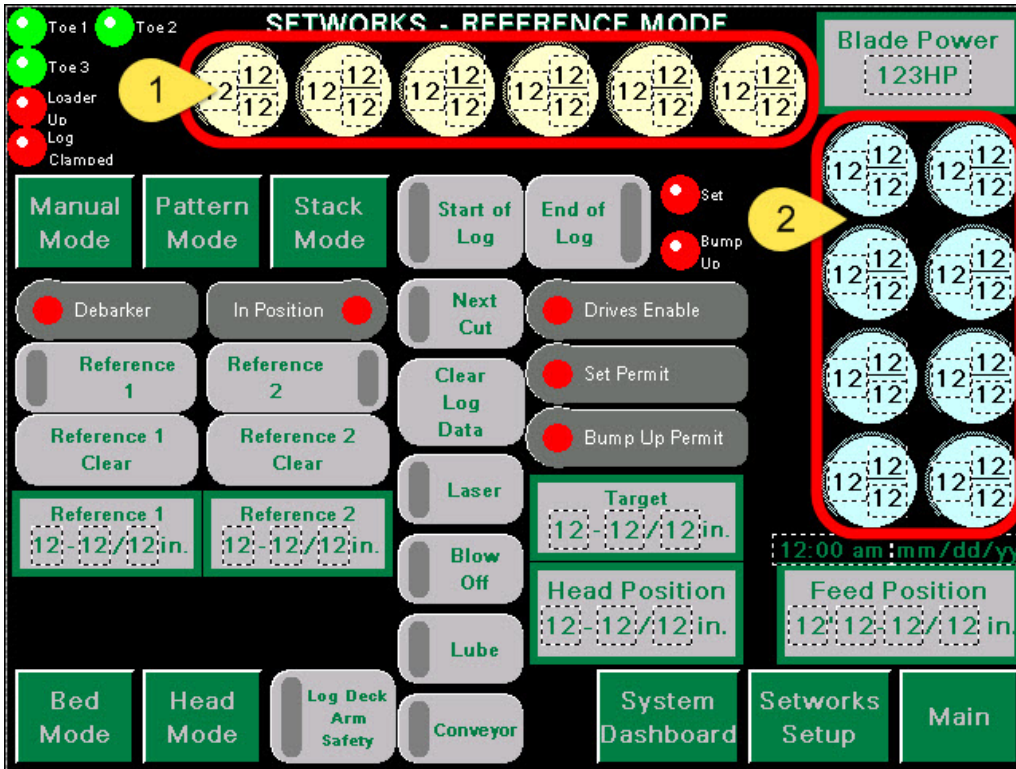 SETWORKS - REFERENCE MODE
Toe 1 Toe 2
Toe 3
Loader
Up
Log
Clamped
1
12 12/12 12 12/12 12 12/12 12 12/12 12 12/12 12 12/12
Blade Power
123HP
2
12 12/12 12 12/12
12 12/12 12 12/12
12 12/12 12 12/12
12 12/12 12 12/12
Manual
Mode
Pattern
Mode
Stack
Mode
Start of
Log
End of
Log
Set
Bump
Up
Debarker
In Position
Next
Cut
Drives Enable
Reference
1
Reference
2
Clear
Log
Data
Set Permit
Reference 1
Clear
Reference 2
Clear
Bump Up Permit
Laser
Reference 1
12-12/12in.
Reference 2
12-12/12in.
Target
12-12/12in.
Blow
Off
12:00 am mm/dd/yy
Head Position
12-12/12in.
Feed Position
12'12-12/12in.
Lube
Bed
Mode
Head
Mode
Log Deck
Arm
Safety
Conveyor
System
Dashboard
Setworks
Setup
Main